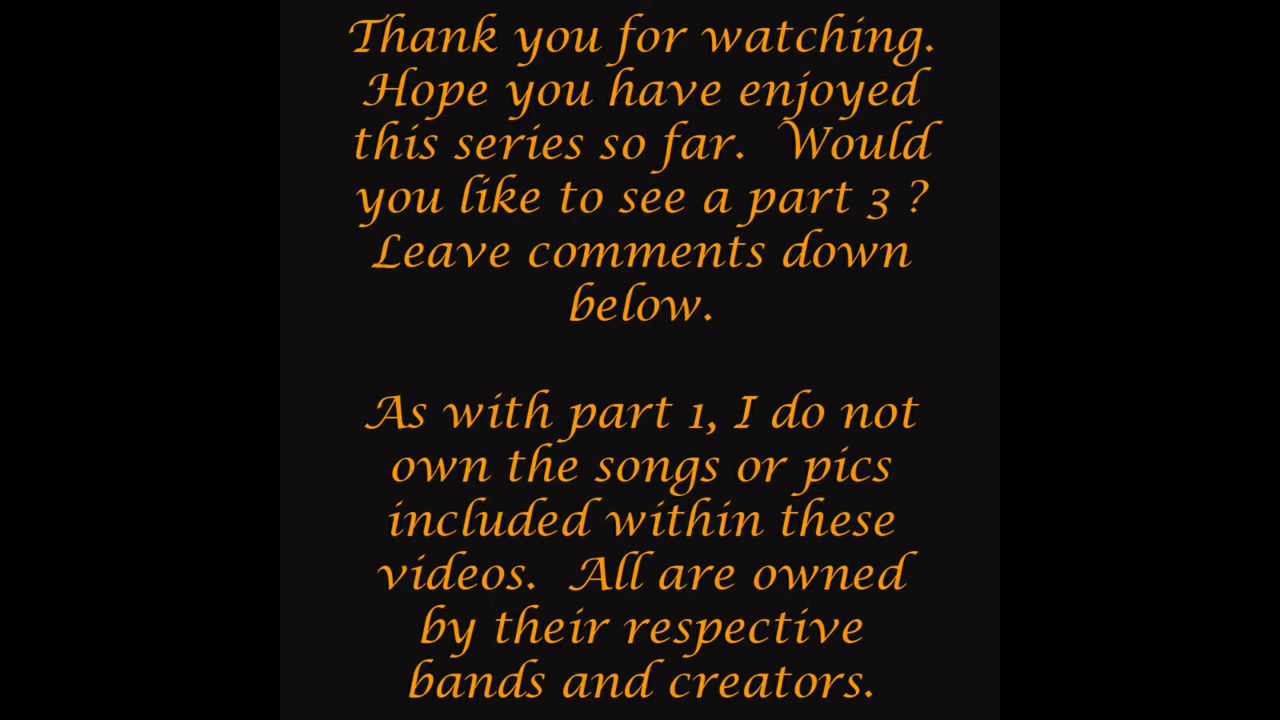 Thank you for watching.
Hope you have enjoyed
this series so far.  Would
you like to see a part 3 ?
Leave comments down
below.
As with part 1, I do not
own the songs or pics
included within these
videos.  All are owned
by their respective
bands and creators.